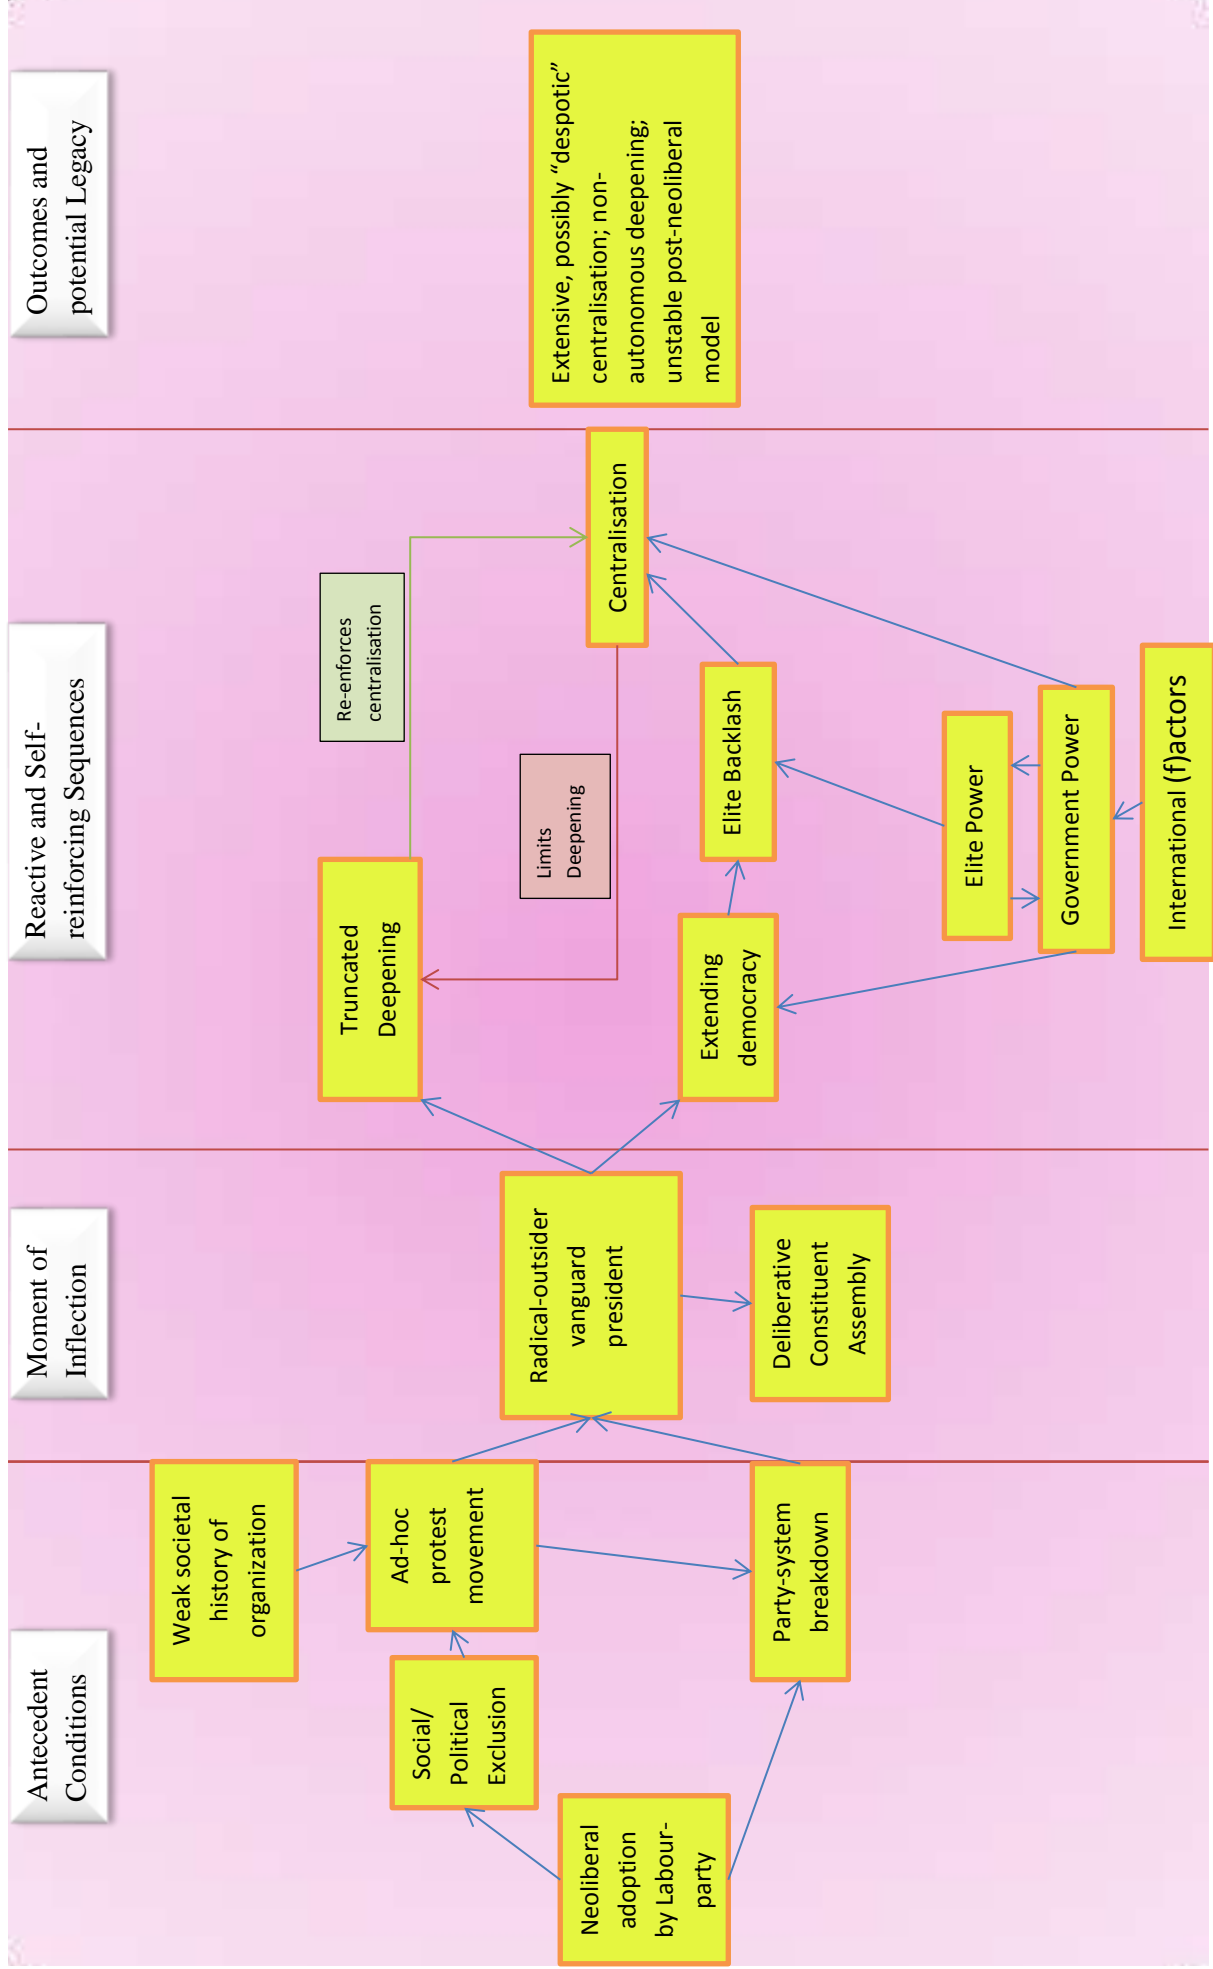 Antecedent
Conditions
Moment of
Inflection
Reactive and Self-
reinforcing Sequences
Outcomes and
potential Legacy
Weak societal
history of
organization
Social/
Political
Exclusion
Ad-hoc
protest
movement
Neoliberal
adoption
by Labour-
party
Party-system
breakdown
Radical-outsider
vanguard
president
Deliberative
Constituent
Assembly
Truncated
Deepening
Re-enforces
centralisation
Limits
Deepening
Centralisation
Extending
democracy
Elite Backlash
Elite Power
Government Power
International (f)actors
Extensive, possibly “despotic”
centralisation; non-
autonomous deepening;
unstable post-neoliberal
model